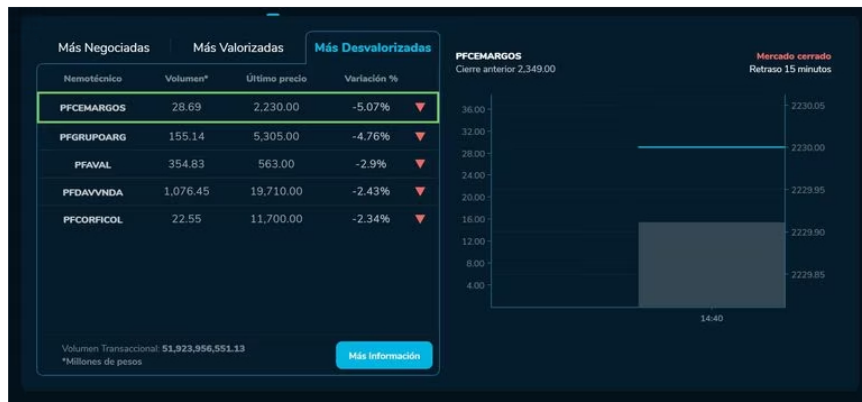 Más Negociadas Más Valorizadas Más Desvalorizadas
Nemotécnico Volumen* Último precio Variación %
PFCEMARGOS 28.69 2,230.00 -5.07%
PFGRUPOARG 155.14 5,305.00 -4.76%
PFAVAL 354.83 563.00 -2.9%
PFDAVVNDA 1,076.45 19,710.00 -2.43%
PFCORFICOL 22.55 11,700.00 -2.34%
Volumen Transaccional: 51,923,956,551.13
*Millones de pesos
Más Información
PFCEMARGOS Mercado cerrado
Cierre anterior 2,349.00 Retraso 15 minutos
36.00 2230.05
32.00
28.00 2230.00
24.00
20.00 2229.95
16.00
12.00 2229.90
8.00 2229.85
4.00
14:40